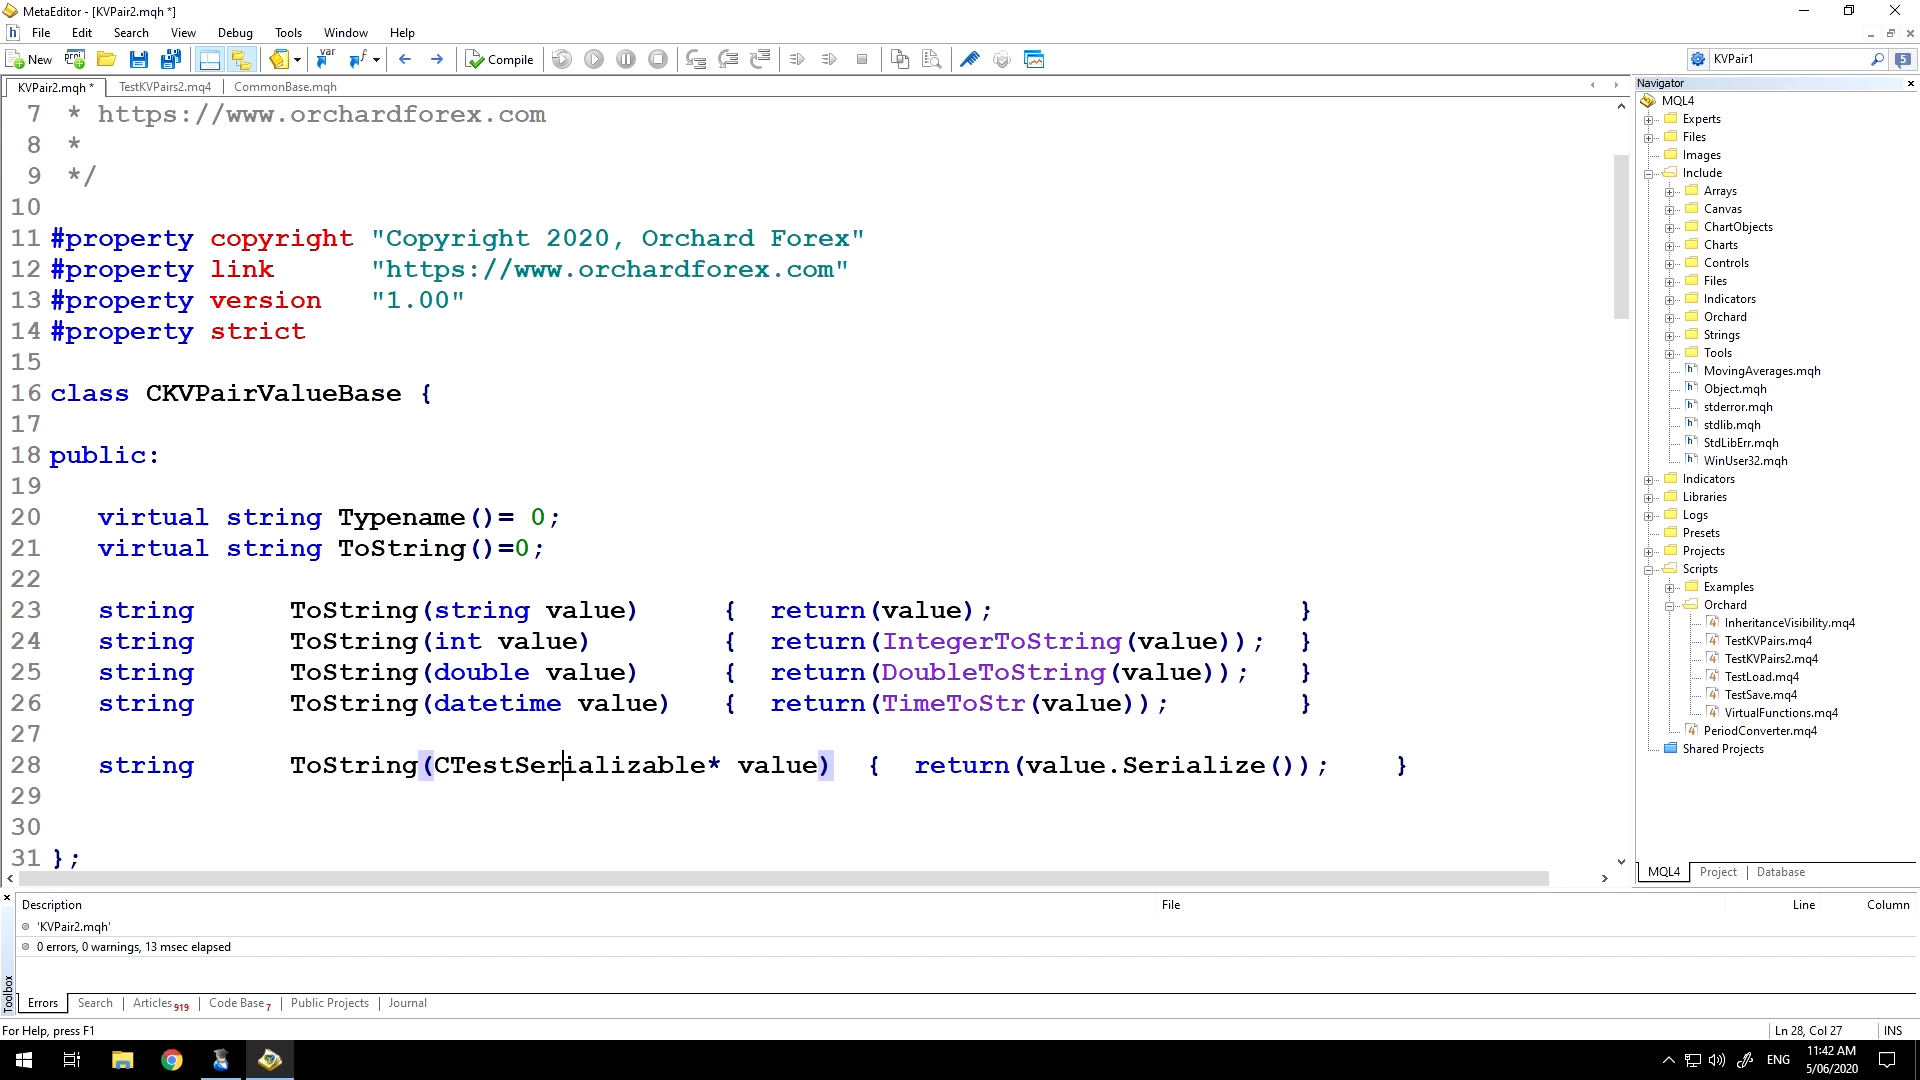 MetaEditor - [KVPair2.mqh *]
File Edit Search View Debug Tools Window Help
New Compile KVPair1 5
KVPair2.mqh * TestKVPairs2.mq4 CommonBase.mqh
7 * https://www.orchardforex.com
8 *
9 */
10
11 #property copyright "Copyright 2020, Orchard Forex"
12 #property link "https://www.orchardforex.com"
13 #property version "1.00"
14 #property strict
15
16 class CKVPairValueBase {
17
18 public:
19
20 virtual string Typename()= 0;
21 virtual string ToString()=0;
22
23 string ToString(string value) { return(value); }
24 string ToString(int value) { return(IntegerToString(value)); }
25 string ToString(double value) { return(DoubleToString(value)); }
26 string ToString(datetime value) { return(TimeToStr(value)); }
27
28 string ToString(CTestSerializable* value) { return(value.Serialize()); }
29
30
31 };
Navigator
MQL4
Experts
Files
Images
Include
Arrays
Canvas
ChartObjects
Charts
Controls
Files
Indicators
Orchard
Strings
Tools
MovingAverages.mqh
Object.mqh
stderror.mqh
stdlib.mqh
StdLibErr.mqh
WinUser32.mqh
Indicators
Libraries
Logs
Presets
Projects
Scripts
Examples
Orchard
InheritanceVisibility.mq4
TestKVPairs.mq4
TestKVPairs2.mq4
TestLoad.mq4
TestSave.mq4
VirtualFunctions.mq4
PeriodConverter.mq4
Shared Projects
MQL4 Project Database
Description File Line Column
'KVPair2.mqh'
0 errors, 0 warnings, 13 msec elapsed
Toolbox
Errors Search Articles 919 Code Base 7 Public Projects Journal
For Help, press F1 Ln 28, Col 27 INS
ENG 11:42 AM
5/06/2020